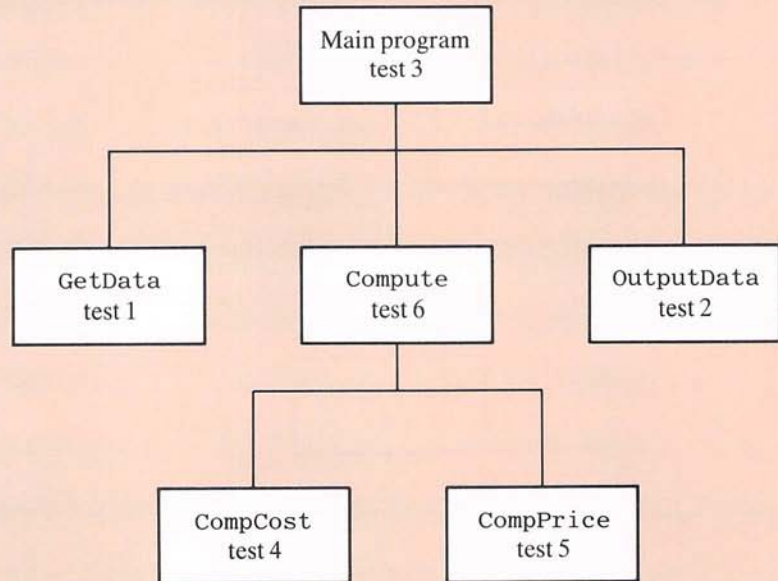 Main program
test 3
GetData
test 1
Compute
test 6
OutputData
test 2
CompCost
test 4
CompPrice
test 5